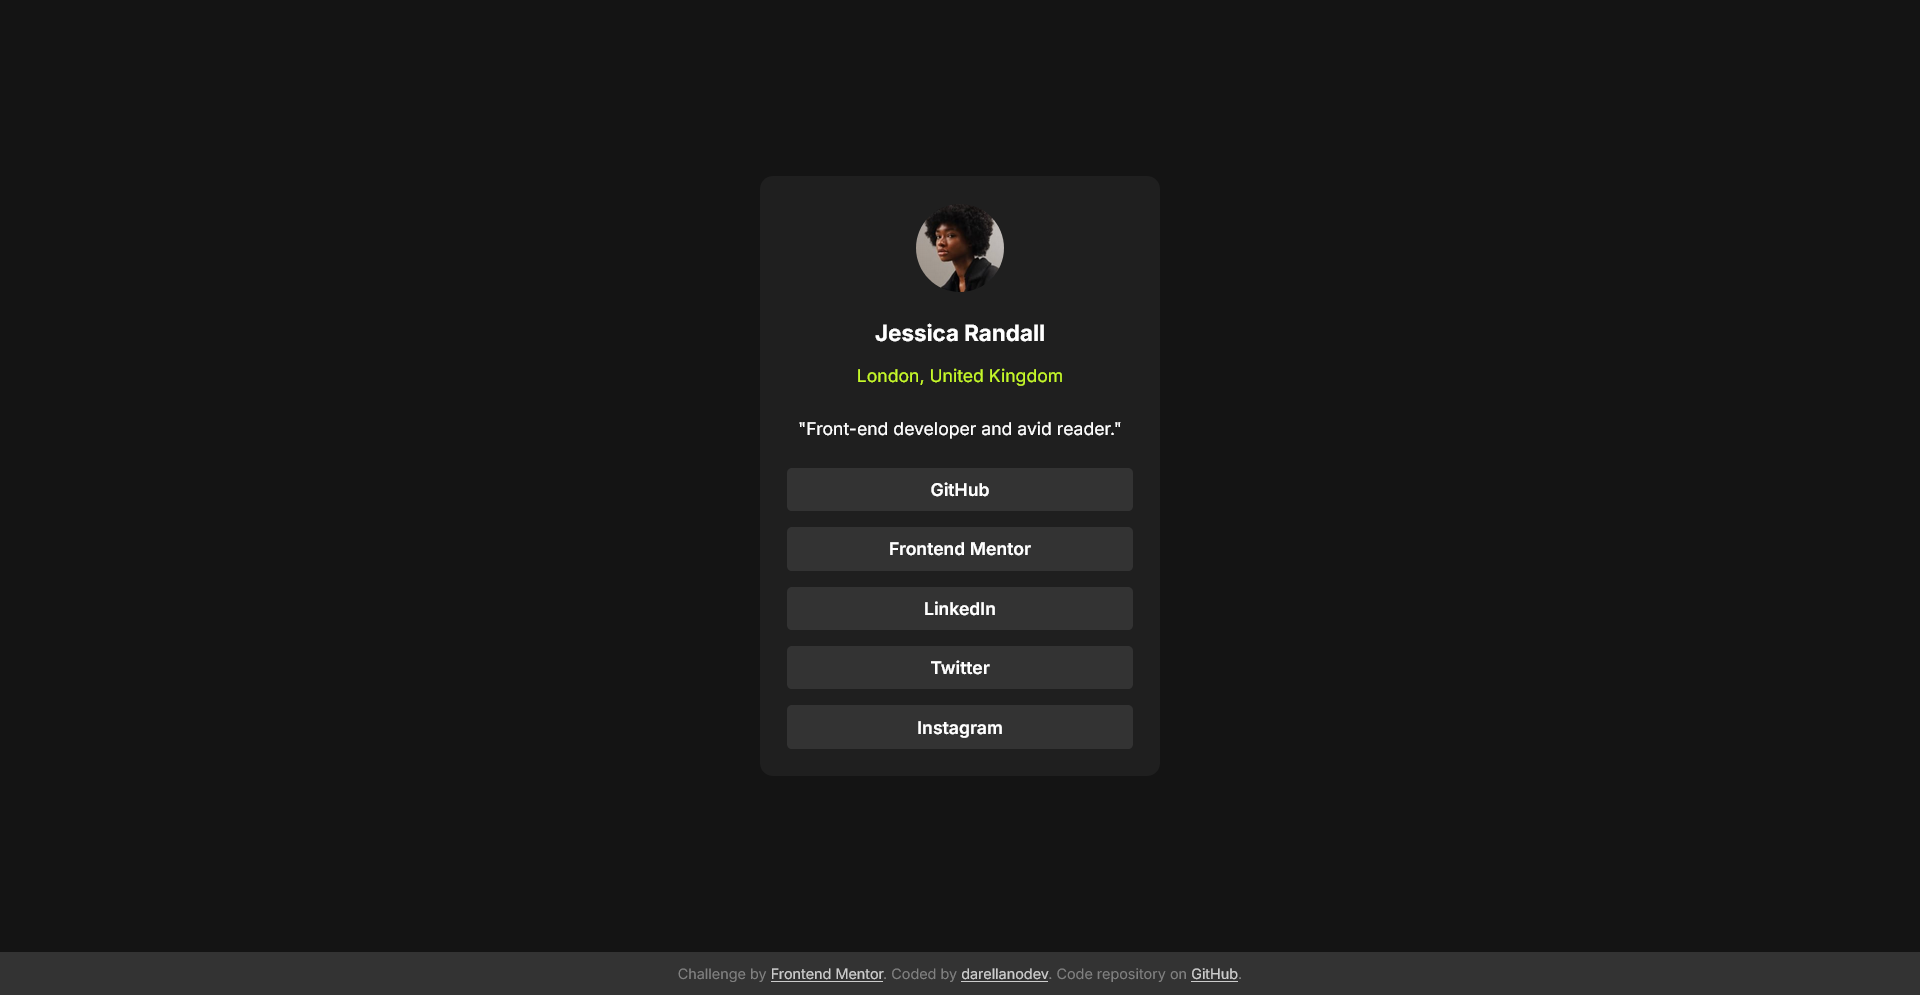 Jessica Randall
London, United Kingdom
"Front-end developer and avid reader."
GitHub
Frontend Mentor
LinkedIn
Twitter
Instagram
Challenge by Frontend Mentor. Coded by darellanodev. Code repository on GitHub.